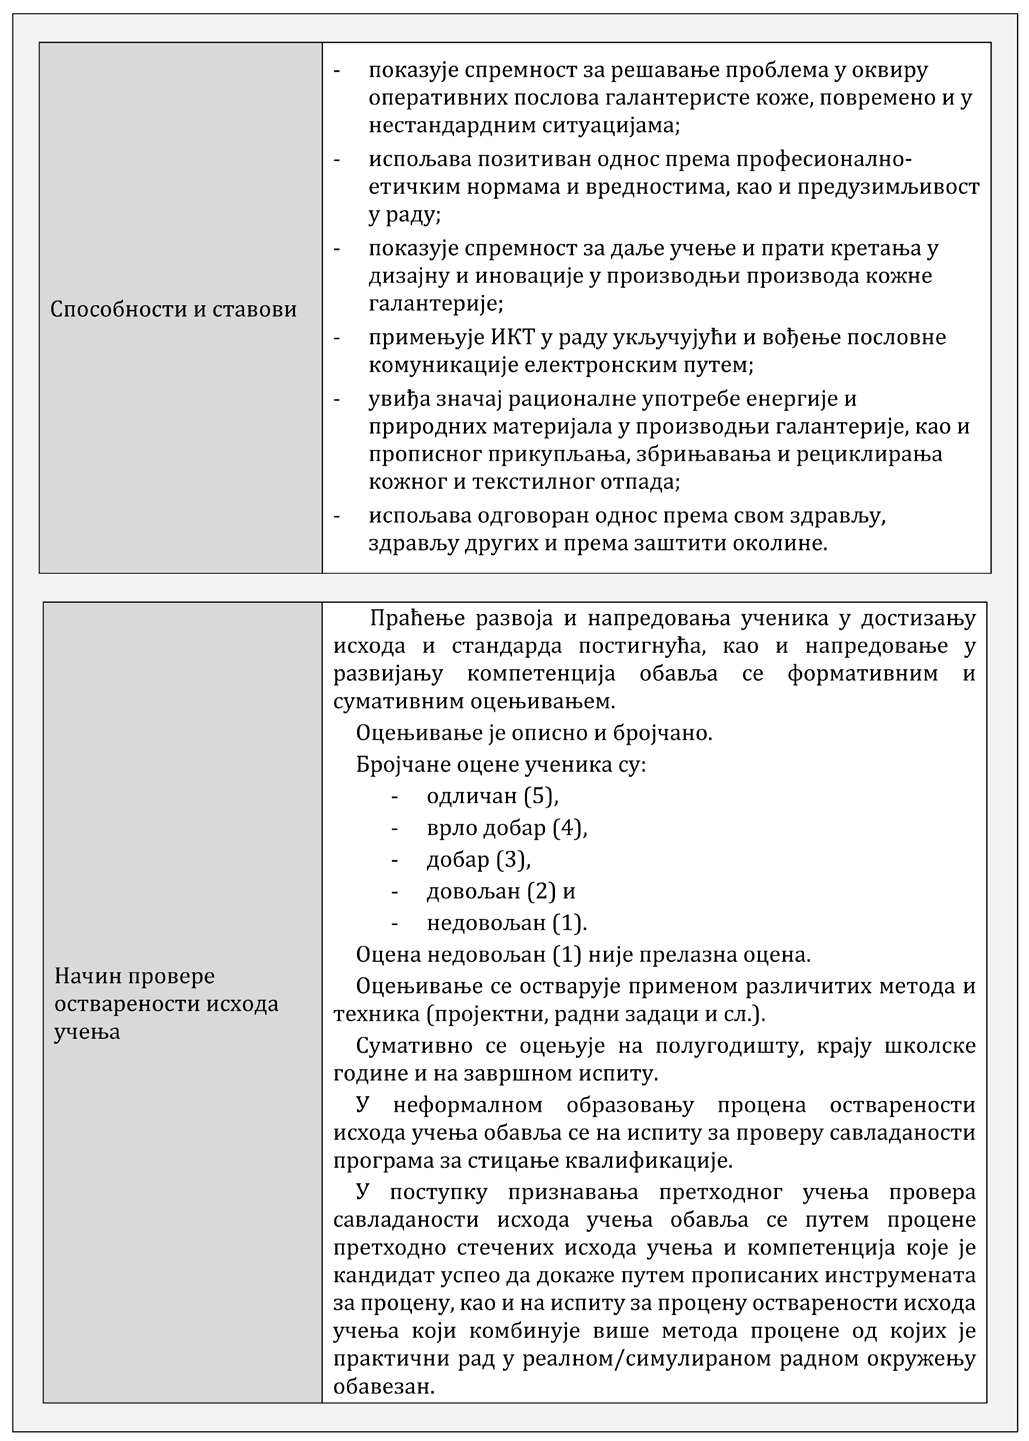 Способности и ставови
- показује спремност за решавање проблема у оквиру
оперативних послова галантеристе коже, повремено и у
нестандардним ситуацијама;
- испољава позитиван однос према професионално-
етичким нормама и вредностима, као и предузимљивост
у раду;
- показује спремност за даље учење и прати кретања у
дизајну и иновације у производњи производа кожне
галантерије;
- примењује ИКТ у раду укључујући и вођење пословне
комуникације електронским путем;
- увиђа значај рационалне употребе енергије и
природних материјала у производњи галантерије, као и
прописног прикупљања, збрињавања и рециклирања
кожног и текстилног отпада;
- испољава одговоран однос према свом здрављу,
здрављу других и према заштити околине.
Начин провере
остварености исхода
учења
Праћење развоја и напредовања ученика у достизању
исхода и стандарда постигнућа, као и напредовање у
развијању компетенција обавља се формативним и
сумативним оцењивањем.
Оцењивање је описно и бројчано.
Бројчане оцене ученика су:
- одличан (5),
- врло добар (4),
- добар (3),
- довољан (2) и
- недовољан (1).
Оцена недовољан (1) није прелазна оцена.
Оцењивање се остварује применом различитих метода и
техника (пројектни, радни задаци и сл.).
Сумативно се оцењује на полугодишту, крају школске
године и на завршном испиту.
У неформалном образовању процена остварености
исхода учења обавља се на испиту за проверу савладаности
програма за стицање квалификације.
У поступку признавања претходног учења провера
савладаности исхода учења обавља се путем процене
претходно стечених исхода учења и компетенција које је
кандидат успео да докаже путем прописаних инструмената
за процену, као и на испиту за процену остварености исхода
учења који комбинује више метода процене од којих је
практични рад у реалном/симулираном радном окружењу
обавезан.